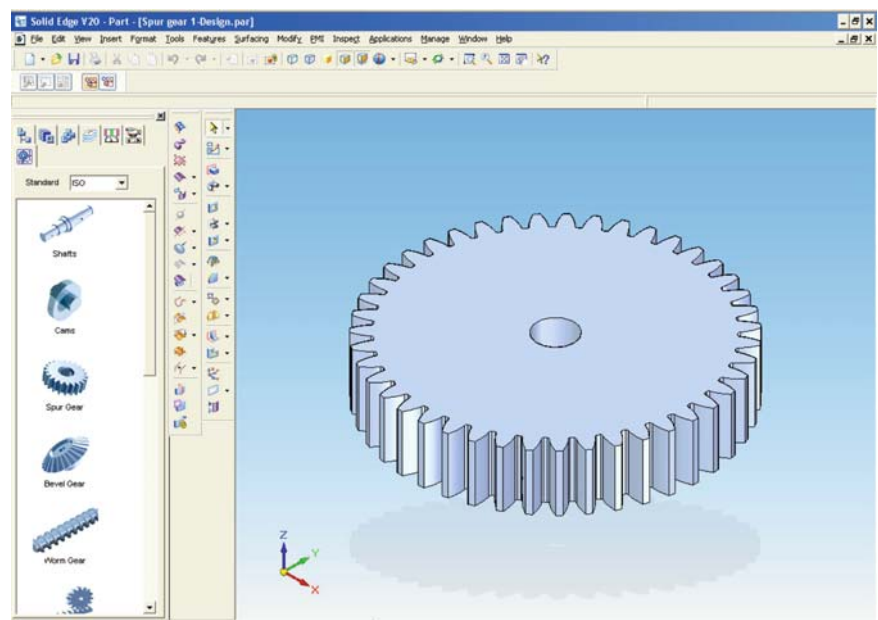 Solid Edge V20 - Part - [Spur gear 1-Design.par]
File Edit View Insert Format Tools Features Surfacing Modify PMI Inspect Applications Manage Window Help
Standard ISO
Shafts
Cams
Spur Gear
Bevel Gear
Worm Gear
Z
Y
X